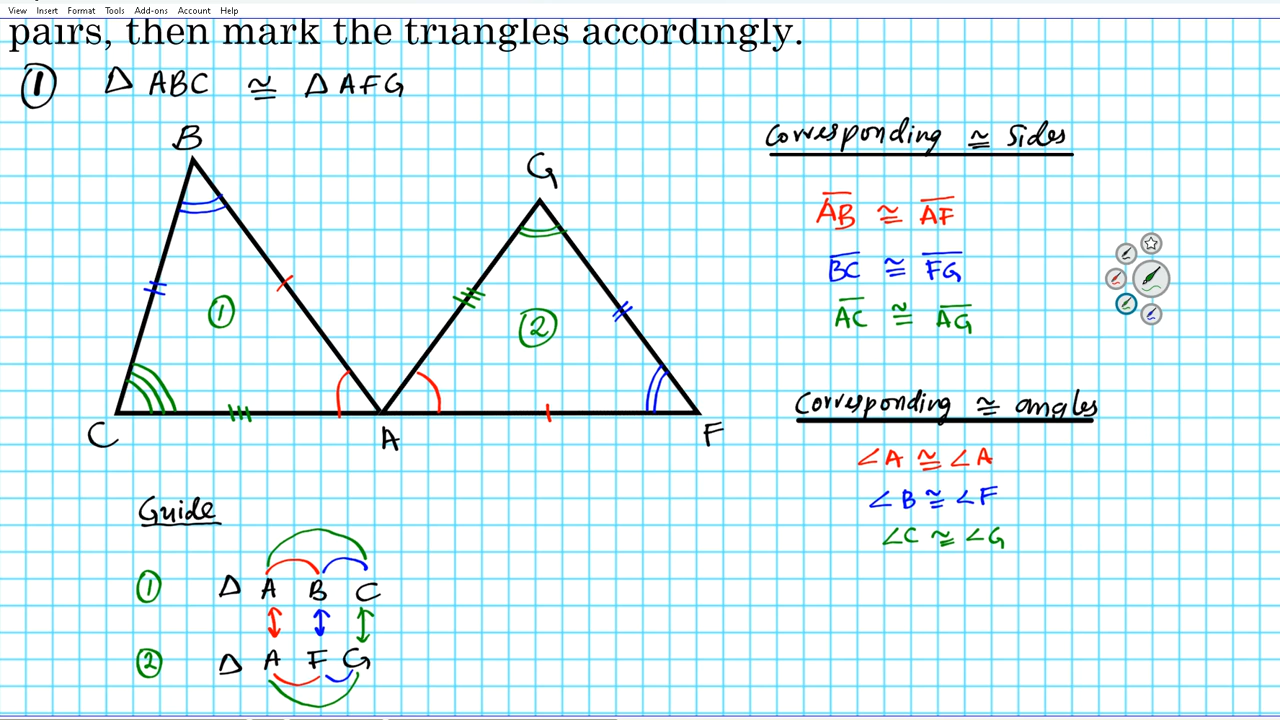 View Insert Format Tools Add-ons Account Help
pairs, then mark the triangles accordingly.
① △ ABC ≅ △ AFG
B
G
①
②
C
A
F
Corresponding ≅ sides
AB ≅ AF
BC ≅ FG
AC ≅ AG
Corresponding ≅ angles
∠A ≅ ∠A
∠B ≅ ∠F
∠C ≅ ∠G
Guide
① △ A B C
② △ A F G